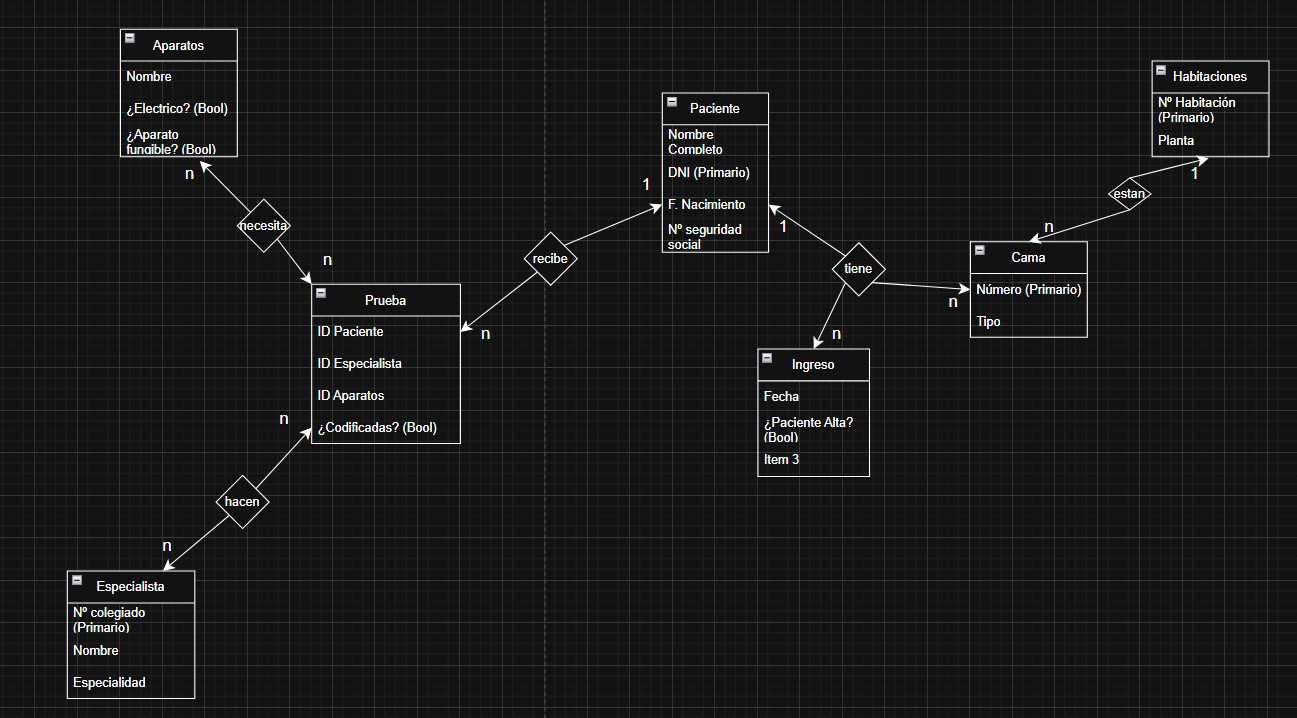 Aparatos
Nombre
¿Electrico? (Bool)
¿Aparato
fungible? (Bool)
n
necesita
n
Prueba
ID Paciente
ID Especialista
ID Aparatos
¿Codificadas? (Bool)
n
hacen
n
Especialista
Nº colegiado
(Primario)
Nombre
Especialidad
n
recibe
1
Paciente
Nombre
Completo
DNI (Primario)
F. Nacimiento
Nº seguridad
social
1
tiene
n
n
Ingreso
Fecha
¿Paciente Alta?
(Bool)
Item 3
Cama
Número (Primario)
Tipo
n
estan
1
Habitaciones
Nº Habitación
(Primario)
Planta